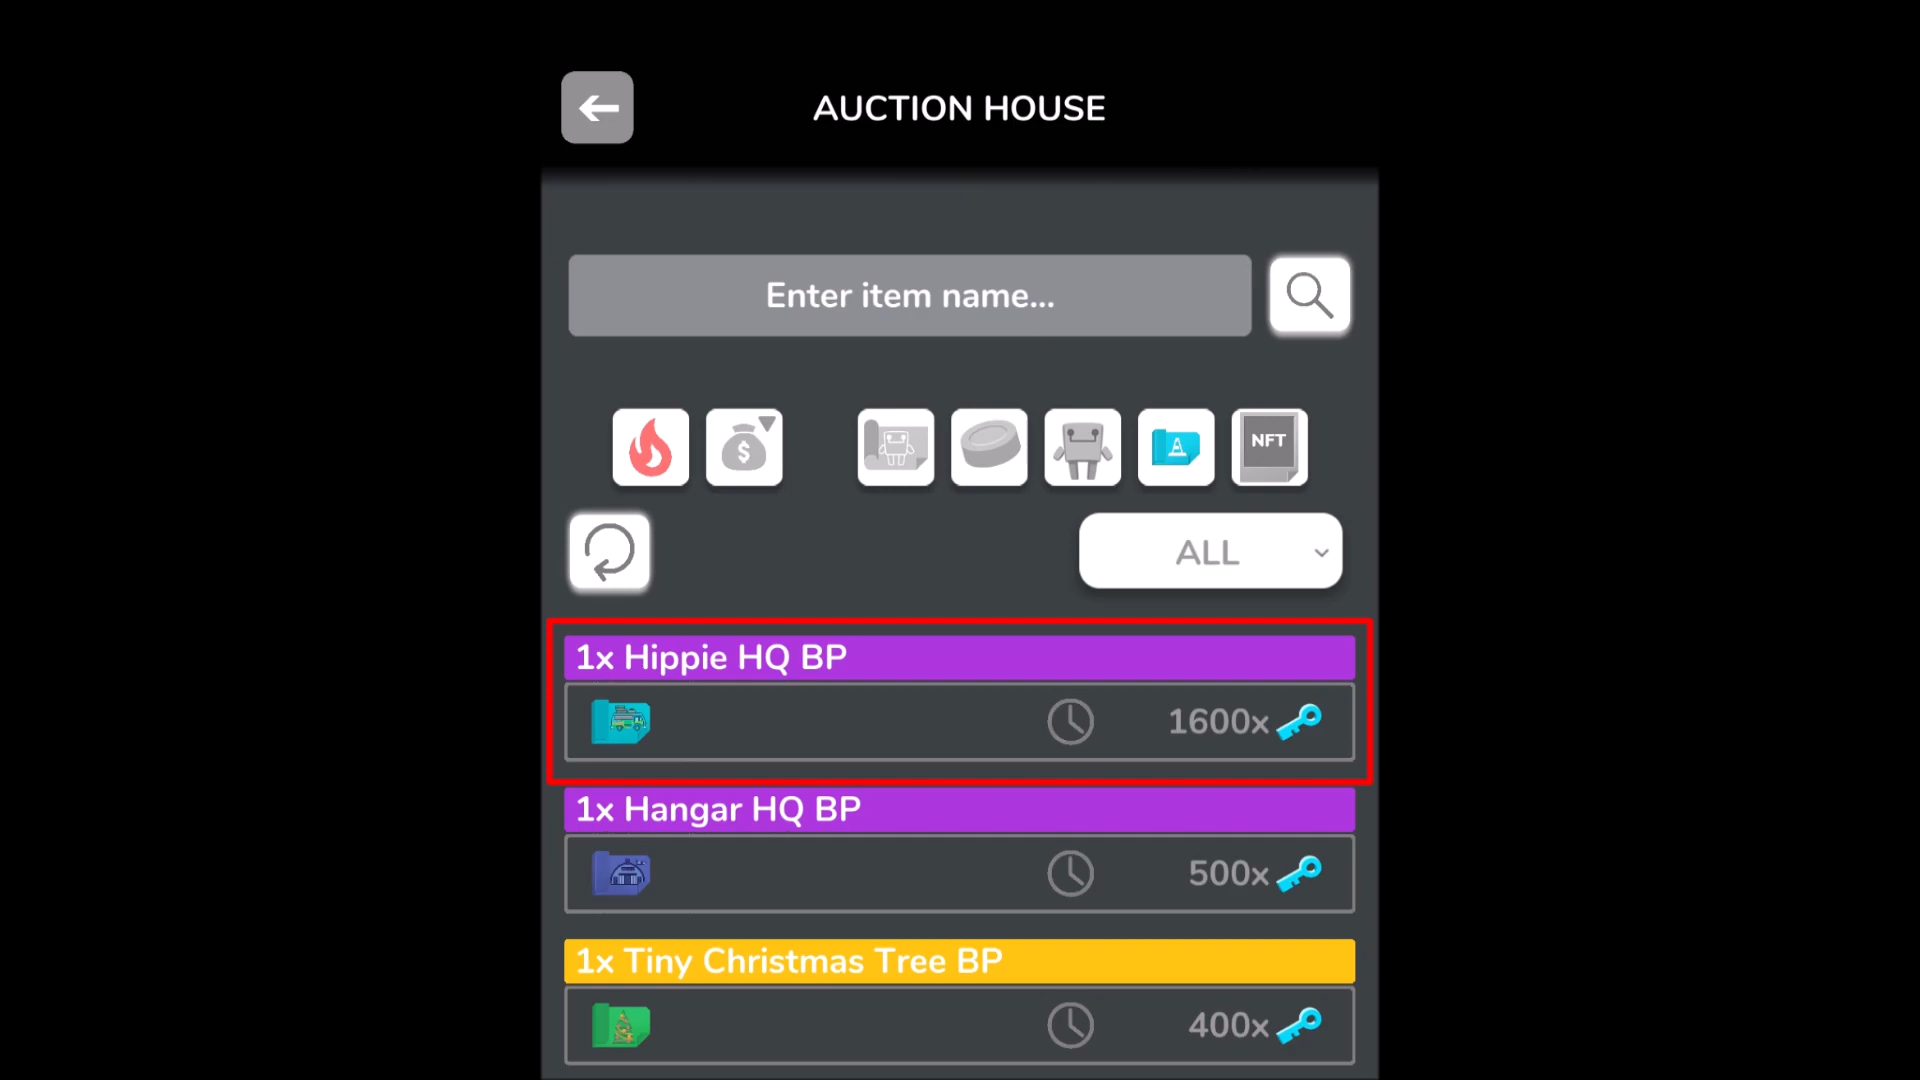 AUCTION HOUSE
Enter item name...
$
A
NFT
ALL
1x Hippie HQ BP
1600x
1x Hangar HQ BP
500x
1x Tiny Christmas Tree BP
400x